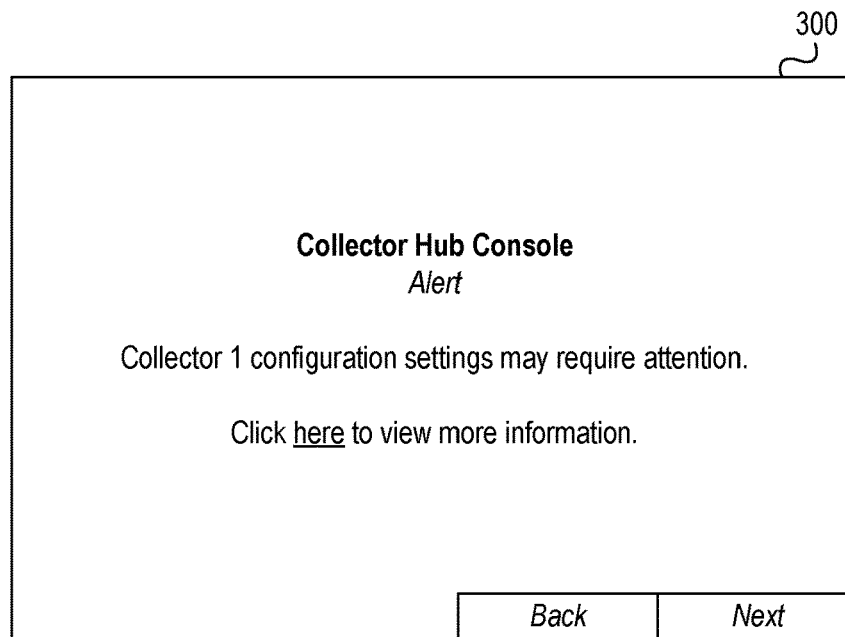 300
Collector Hub Console
Alert
Collector 1 configuration settings may require attention.
Click here to view more information.
Back Next